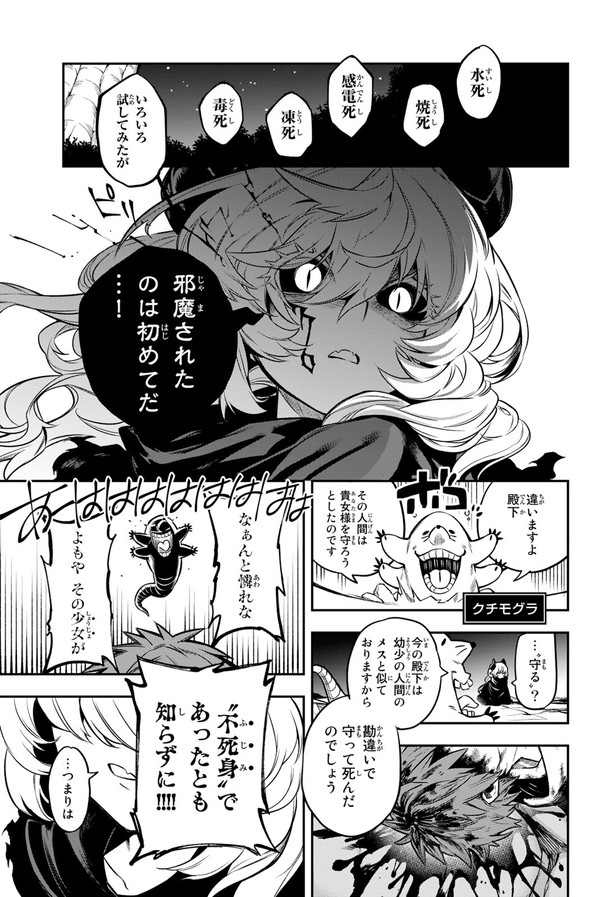 水死
焼死
感電死
凍死
毒死
いろいろ
試してみたが
邪魔された
のは初めてだ
…！
ボコ
違いますよ
殿下
その人間は
貴女様を守ろう
としたのです
クチモグラ
…〝守る〟？
今の殿下は
幼少の人間の
メスと似て
おりますから
勘違いで
守って死んだ
のでしょう
あはははははははは
なぁんと憐れな
よもや その少女が
〝不死身〟で
あったとも
知らずに!!!!
…つまりは